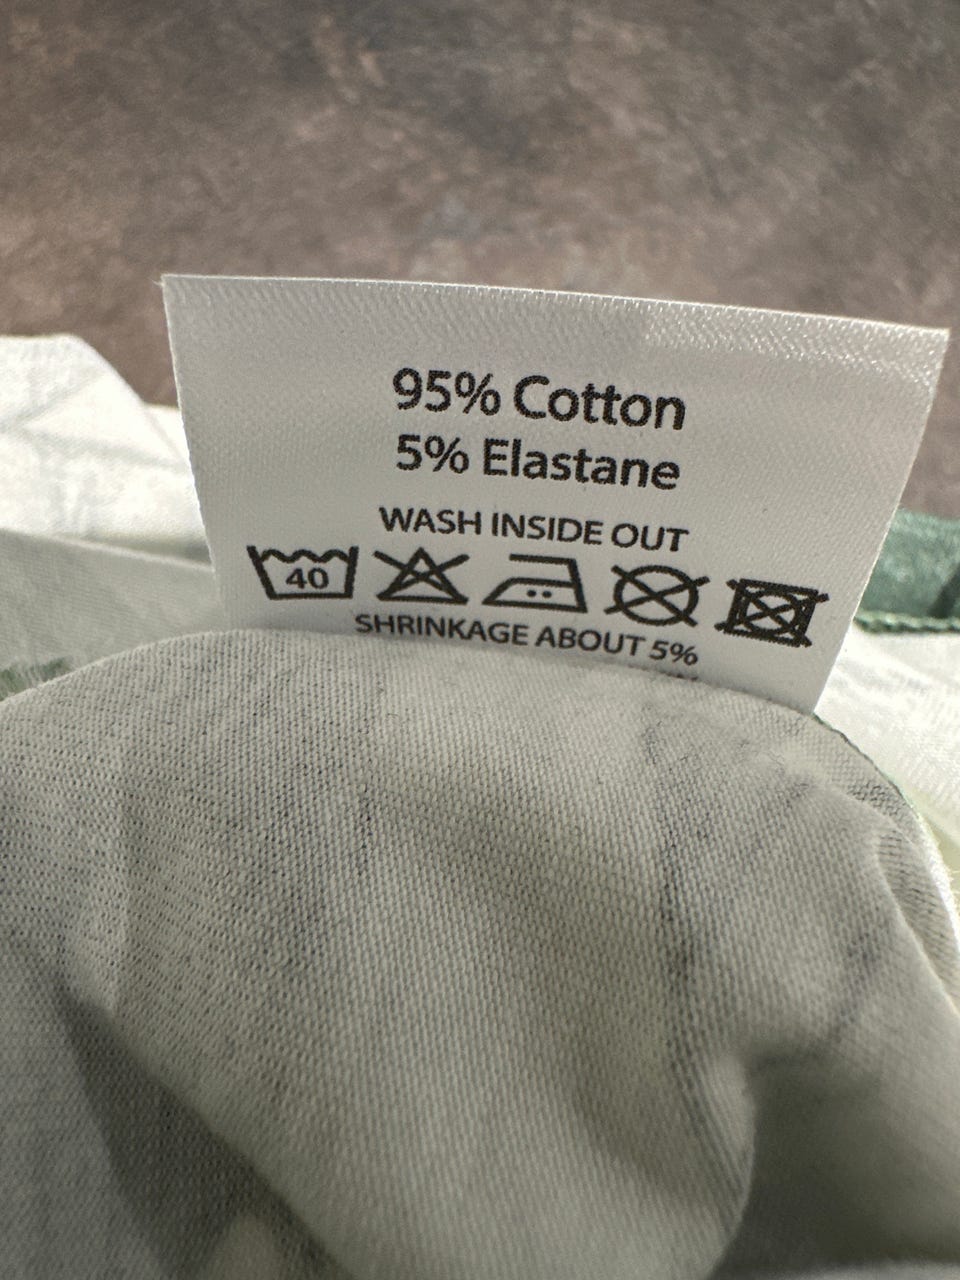 95% Cotton
5% Elastane
WASH INSIDE OUT
40
SHRINKAGE ABOUT 5%